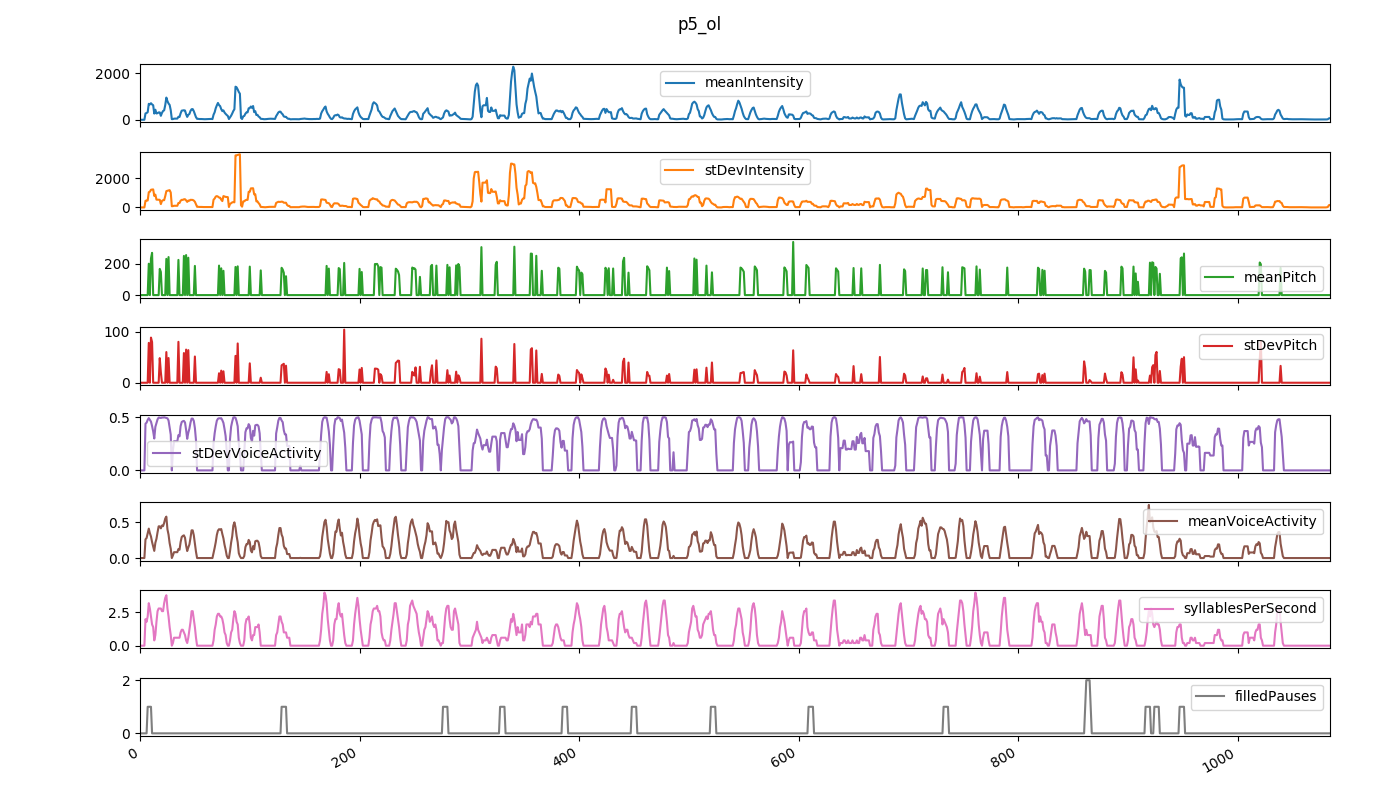 p5_ol
2000
0
meanIntensity
2000
0
stDevIntensity
200
0
meanPitch
100
0
stDevPitch
0.5
0.0
stDevVoiceActivity
0.5
0.0
meanVoiceActivity
2.5
0.0
syllablesPerSecond
2
0
filledPauses
0 200 400 600 800 1000